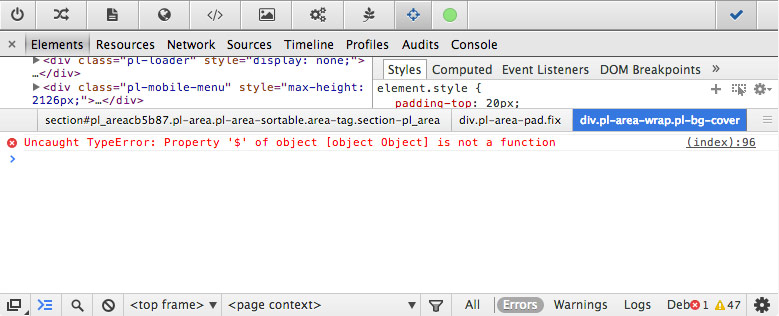 Elements Resources Network Sources Timeline Profiles Audits Console
<div class="pl-loader" style="display: none;">
…</div>
<div class="pl-mobile-menu" style="max-height:
2126px;">…</div>
Styles Computed Event Listeners DOM Breakpoints »
element.style {
padding-top: 20px;
section#pl_areacb5b87.pl-area.pl-area-sortable.area-tag.section-pl_area div.pl-area-pad.fix div.pl-area-wrap.pl-bg-cover
Uncaught TypeError: Property '$' of object [object Object] is not a function (index):96
<top frame> <page context> All Errors Warnings Logs Deb 1 47